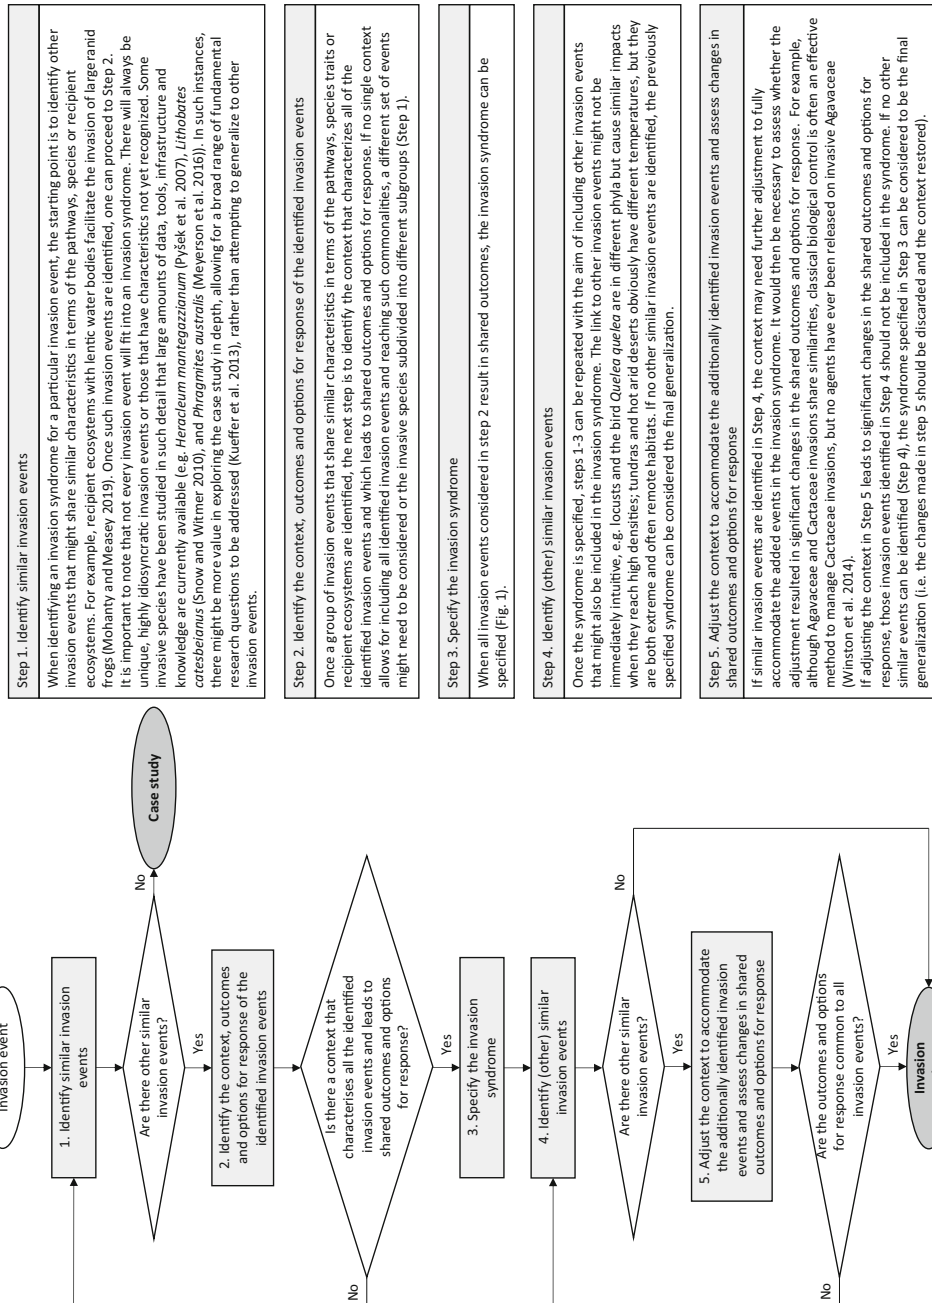 Invasion event
1. Identify similar invasion
events
Are there other similar
invasion events?
No
Case study
Yes
2. Identify the context, outcomes
and options for response of the
identified invasion events
Is there a context that
characterises all the identified
invasion events and leads to
shared outcomes and options
for response?
No
Yes
3. Specify the invasion
syndrome
4. Identify (other) similar
invasion events
Are there other similar
invasion events?
No
Yes
5. Adjust the context to accommodate
the additionally identified invasion
events and assess changes in shared
outcomes and options for response
Are the outcomes and options
for response common to all
invasion events?
No
Invasion
Step 1. Identify similar invasion events
When identifying an invasion syndrome for a particular invasion event, the starting point is to identify other
invasion events that might share similar characteristics in terms of the pathways, species or recipient
ecosystems. For example, recipient ecosystems with lentic water bodies facilitate the invasion of large ranid
frogs (Mohanty and Measey 2019). Once such invasion events are identified, one can proceed to Step 2.
It is important to note that not every invasion event will fit into an invasion syndrome. There will always be
unique, highly idiosyncratic invasion events or those that have characteristics not yet recognized. Some
invasive species have been studied in such detail that large amounts of data, tools, infrastructure and
knowledge are currently available (e.g. Heracleum mantegazzianum (Pyšek et al. 2007), Lithobates
catesbeianus (Snow and Witmer 2010), and Phragmites australis (Meyerson et al. 2016)). In such instances,
there might be more value in exploring the case study in depth, allowing for a broad range of fundamental
research questions to be addressed (Kueffer et al. 2013), rather than attempting to generalize to other
invasion events.
Step 2. Identify the context, outcomes and options for response of the identified invasion events
Once a group of invasion events that share similar characteristics in terms of the pathways, species traits or
recipient ecosystems are identified, the next step is to identify the context that characterizes all of the
identified invasion events and which leads to shared outcomes and options for response. If no single context
allows for including all identified invasion events and reaching such commonalities, a different set of events
might need to be considered or the invasive species subdivided into different subgroups (Step 1).
Step 3. Specify the invasion syndrome
When all invasion events considered in step 2 result in shared outcomes, the invasion syndrome can be
specified (Fig. 1).
Step 4. Identify (other) similar invasion events
Once the syndrome is specified, steps 1-3 can be repeated with the aim of including other invasion events
that might also be included in the invasion syndrome. The link to other invasion events might not be
immediately intuitive, e.g. locusts and the bird Quelea quelea are in different phyla but cause similar impacts
when they reach high densities; tundras and hot arid deserts obviously have different temperatures, but they
are both extreme and often remote habitats. If no other similar invasion events are identified, the previously
specified syndrome can be considered the final generalization.
Step 5. Adjust the context to accommodate the additionally identified invasion events and assess changes in
shared outcomes and options for response
If similar invasion events are identified in Step 4, the context may need further adjustment to fully
accommodate the added events in the invasion syndrome. It would then be necessary to assess whether the
adjustment resulted in significant changes in the shared outcomes and options for response. For example,
although Agavaceae and Cactaceae invasions share similarities, classical biological control is often an effective
method to manage Cactaceae invasions, but no agents have ever been released on invasive Agavaceae
(Winston et al. 2014).
If adjusting the context in Step 5 leads to significant changes in the shared outcomes and options for
response, those invasion events identified in Step 4 should not be included in the syndrome. If no other
similar events can be identified (Step 4), the syndrome specified in Step 3 can be considered to be the final
generalization (i.e. the changes made in step 5 should be discarded and the context restored).